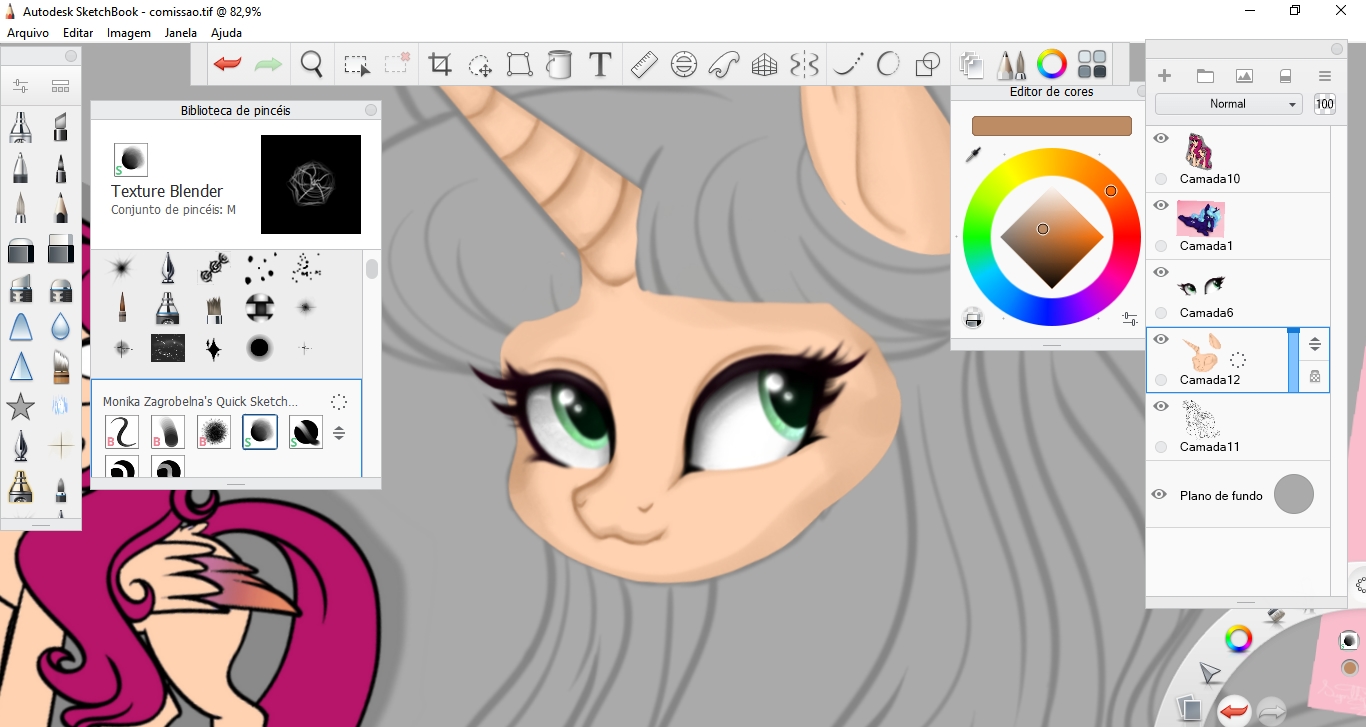 Autodesk SketchBook - comissao.tif @ 82,9%
Arquivo Editar Imagem Janela Ajuda
T
Biblioteca de pincéis
Texture Blender
Conjunto de pincéis: M
S
Monika Zagrobelna's Quick Sketch...
B B B S S
Editor de cores
Normal 100
Camada10
Camada1
Camada6
Camada12
Camada11
Plano de fundo